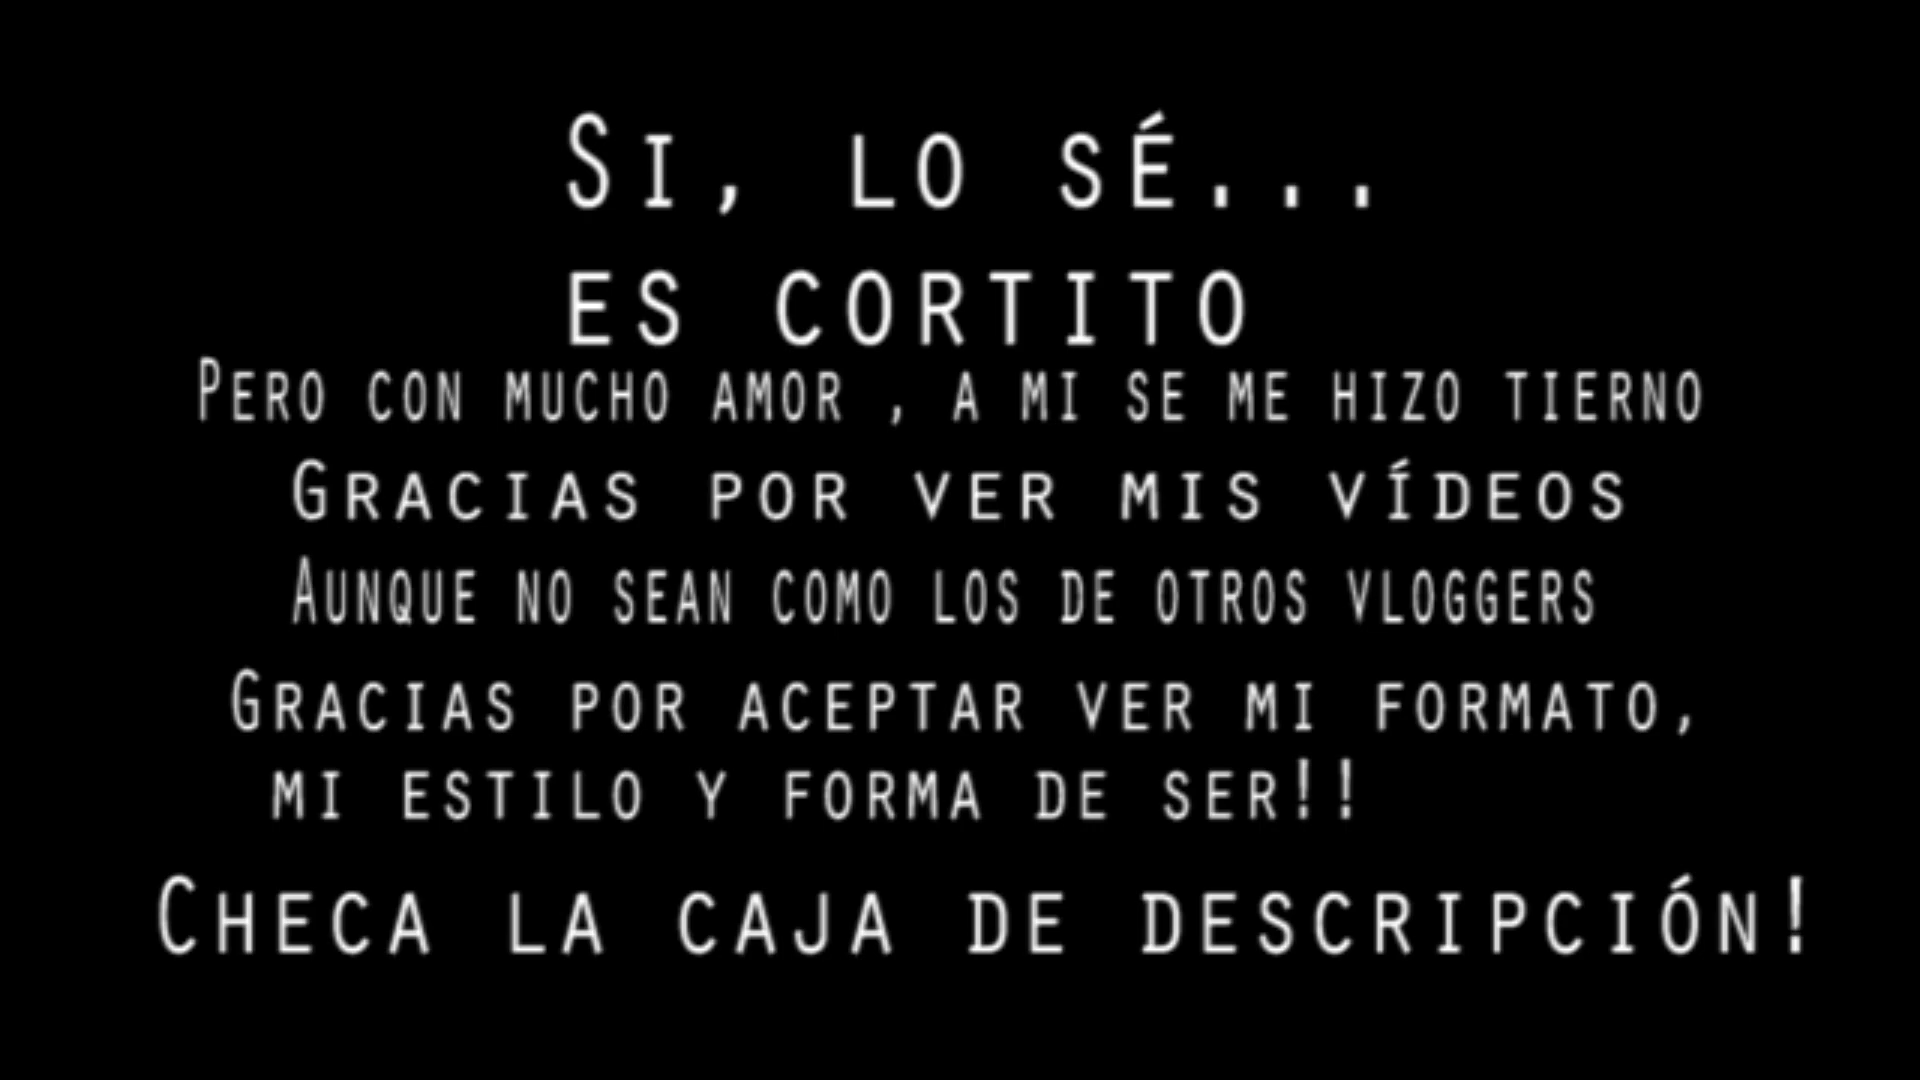 Si, lo sé...
es cortito
Pero con mucho amor , a mi se me hizo tierno
Gracias por ver mis vídeos
Aunque no sean como los de otros vloggers
Gracias por aceptar ver mi formato,
mi estilo y forma de ser!!
Checa la caja de descripción!